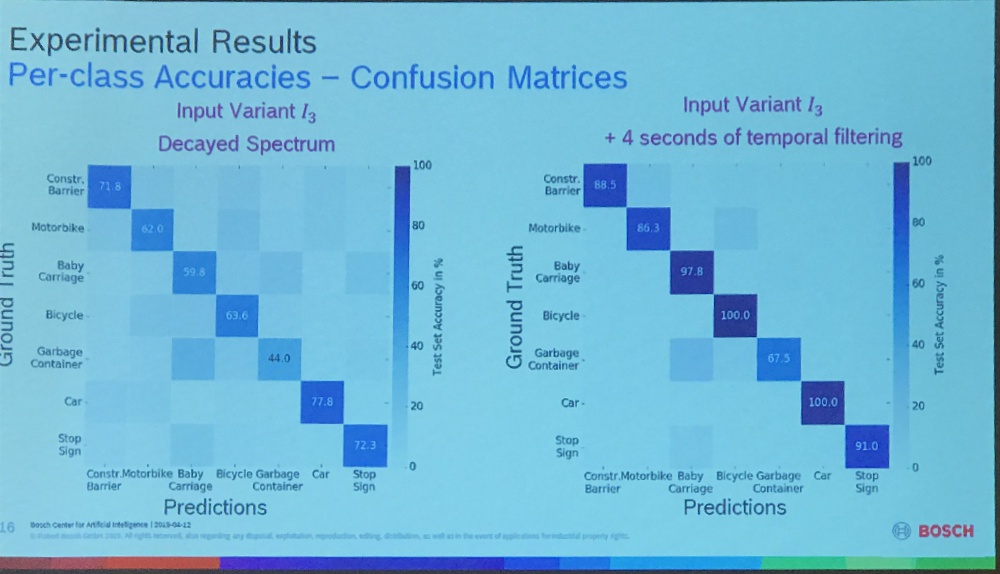 Experimental Results
Per-class Accuracies – Confusion Matrices
Input Variant I₃
Decayed Spectrum
Ground Truth
Constr. Barrier
71.8
Motorbike
62.0
Baby Carriage
59.8
Bicycle
63.6
Garbage Container
44.0
Car
77.8
Stop Sign
72.3
Constr. Barrier Motorbike Baby Carriage Bicycle Garbage Container Car Stop Sign
Predictions
100
80
60
40
20
0
Test Set Accuracy in %
Input Variant I₃
+ 4 seconds of temporal filtering
Ground Truth
Constr. Barrier
88.5
Motorbike
86.3
Baby Carriage
97.8
Bicycle
100.0
Garbage Container
67.5
Car
100.0
Stop Sign
91.0
Constr. Barrier Motorbike Baby Carriage Bicycle Garbage Container Car Stop Sign
Predictions
100
80
60
40
20
0
Test Set Accuracy in %
16
Bosch Center for Artificial Intelligence | 2019-04-12
BOSCH